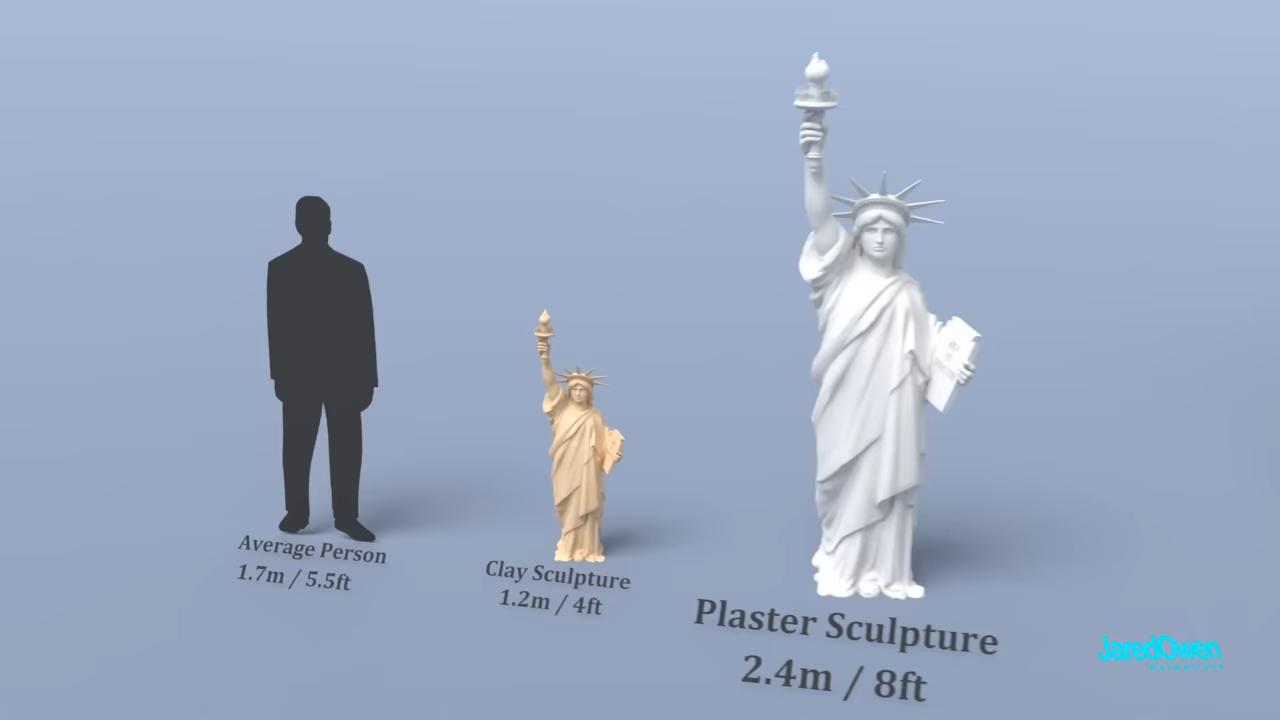 Average Person
1.7m / 5.5ft
Clay Sculpture
1.2m / 4ft
Plaster Sculpture
2.4m / 8ft
JaredOwen